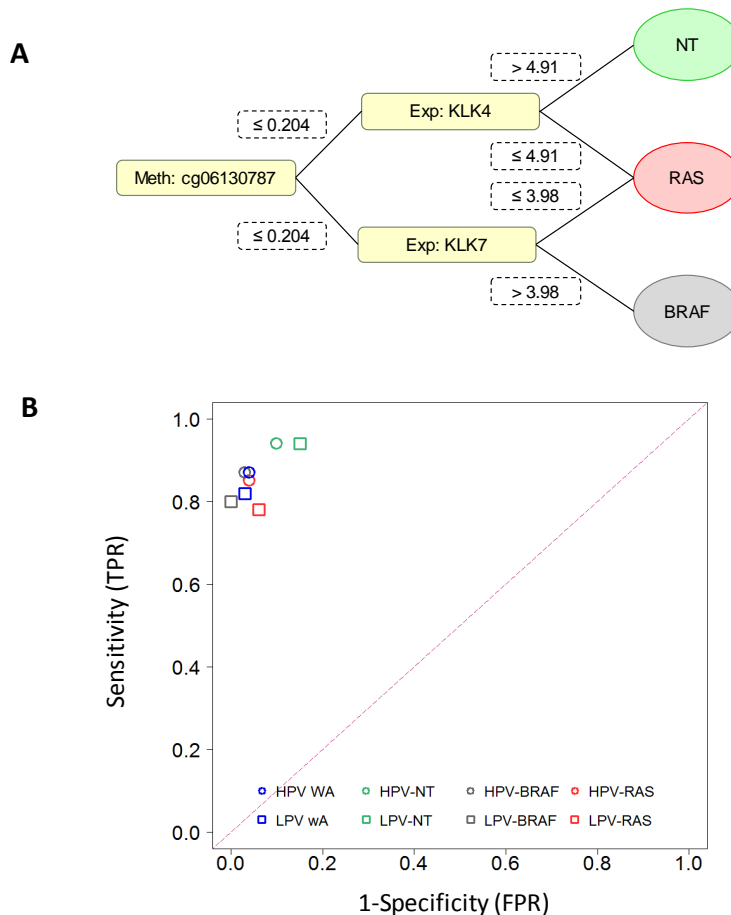 A
NT
> 4.91
Exp: KLK4
≤ 0.204
≤ 4.91
Meth: cg06130787
RAS
≤ 3.98
≤ 0.204
Exp: KLK7
> 3.98
BRAF
B
1.0
0.8
0.6
0.4
0.2
0.0
Sensitivity (TPR)
HPV WA HPV-NT HPV-BRAF HPV-RAS
LPV wA LPV-NT LPV-BRAF LPV-RAS
0.0 0.2 0.4 0.6 0.8 1.0
1-Specificity (FPR)